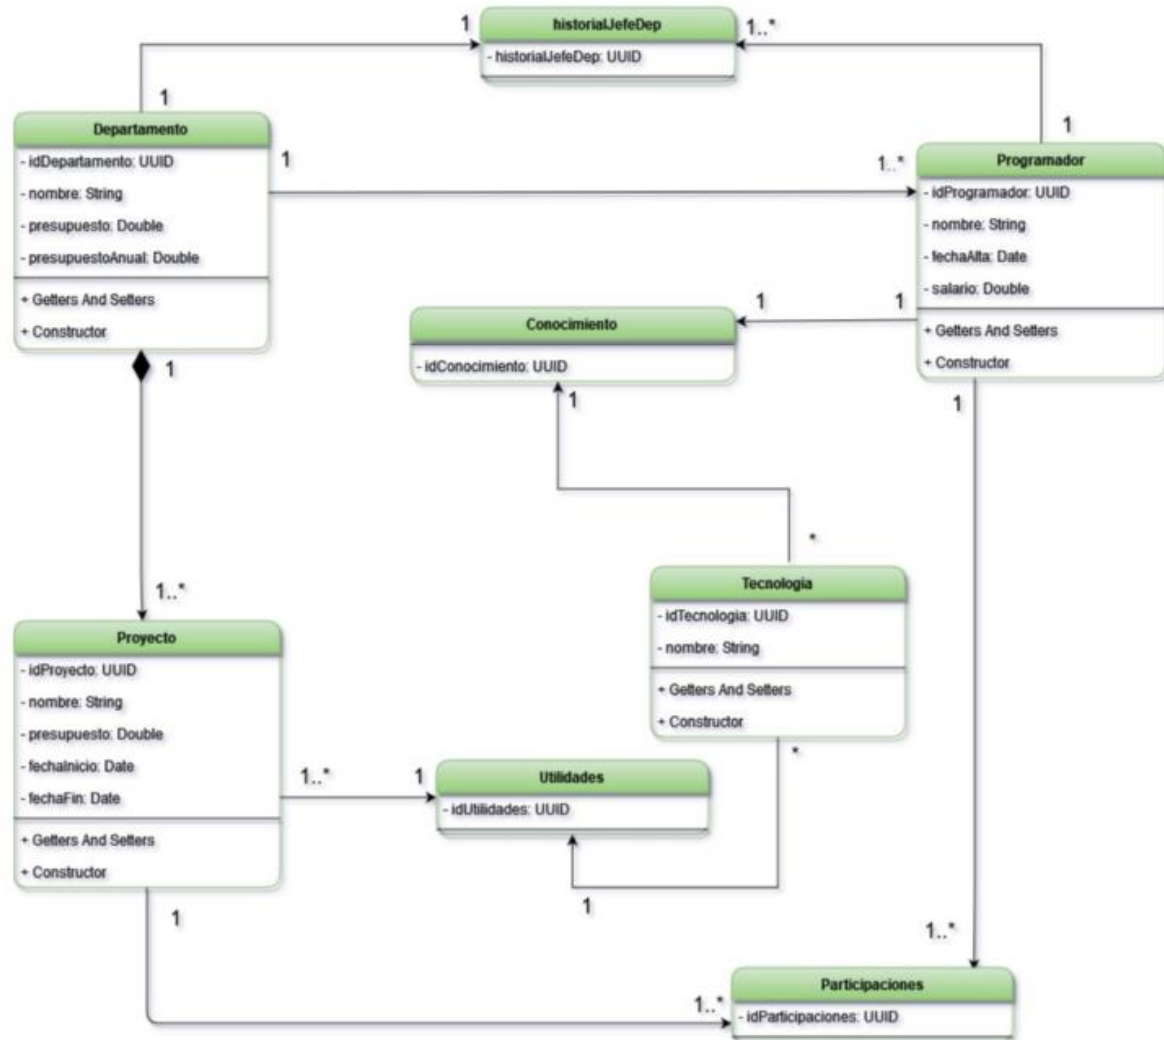 historialJefeDep
- historialJefeDep: UUID
1
1..*
1
1
Departamento
- idDepartamento: UUID
- nombre: String
- presupuesto: Double
- presupuestoAnual: Double
+ Getters And Setters
+ Constructor
1
1..*
Programador
- idProgramador: UUID
- nombre: String
- fechaAlta: Date
- salario: Double
+ Getters And Setters
+ Constructor
1
1
Conocimiento
- idConocimiento: UUID
1
1
1
*
Tecnologia
- idTecnologia: UUID
- nombre: String
+ Getters And Setters
+ Constructor
*
1..*
Proyecto
- idProyecto: UUID
- nombre: String
- presupuesto: Double
- fechaInicio: Date
- fechaFin: Date
+ Getters And Setters
+ Constructor
1..*
1
Utilidades
- idUtilidades: UUID
1
1
1..*
1..*
Participaciones
- idParticipaciones: UUID